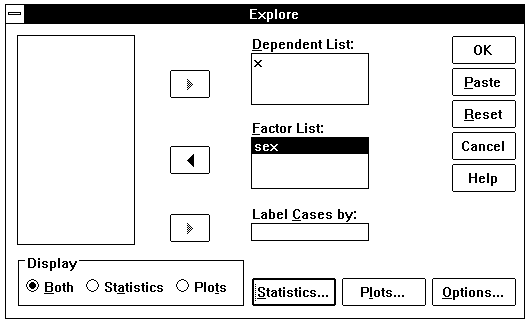 Explore
Dependent List:
x
Factor List:
sex
Label Cases by:
OK
Paste
Reset
Cancel
Help
Display
Both Statistics Plots
Statistics... Plots... Options...